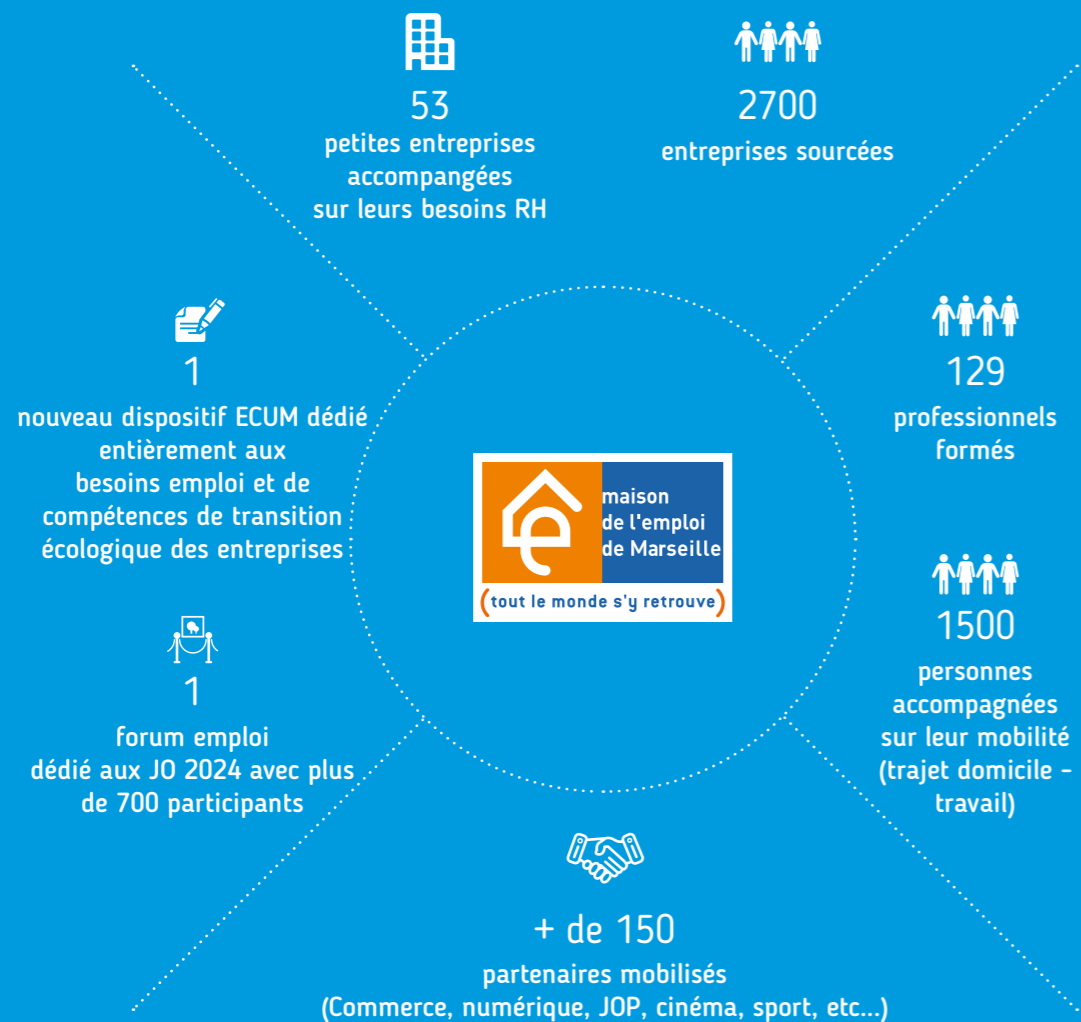 53
petites entreprises
accompangées
sur leurs besoins RH
2700
entreprises sourcées
1
nouveau dispositif ECUM dédié
entièrement aux
besoins emploi et de
compétences de transition
écologique des entreprises
129
professionnels
formés
maison
de l'emploi
de Marseille
(tout le monde s'y retrouve)
1
forum emploi
dédié aux JO 2024 avec plus
de 700 participants
1500
personnes
accompagnées
sur leur mobilité
(trajet domicile -
travail)
+ de 150
partenaires mobilisés
(Commerce, numérique, JOP, cinéma, sport, etc...)